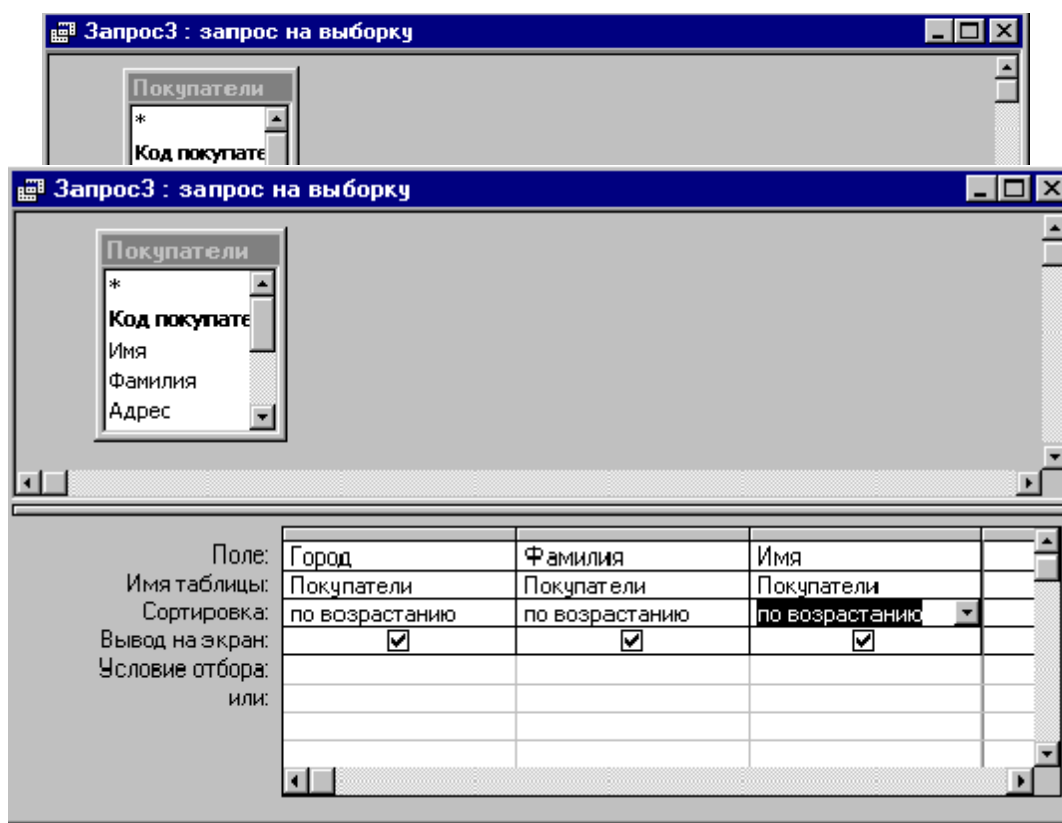 Запрос3 : запрос на выборку
Покупатели
*
Код покупате
Запрос3 : запрос на выборку
Покупатели
*
Код покупате
Имя
Фамилия
Адрес
Поле: Город Фамилия Имя
Имя таблицы: Покупатели Покупатели Покупатели
Сортировка: по возрастанию по возрастанию по возрастанию
Вывод на экран:
Условие отбора:
или: